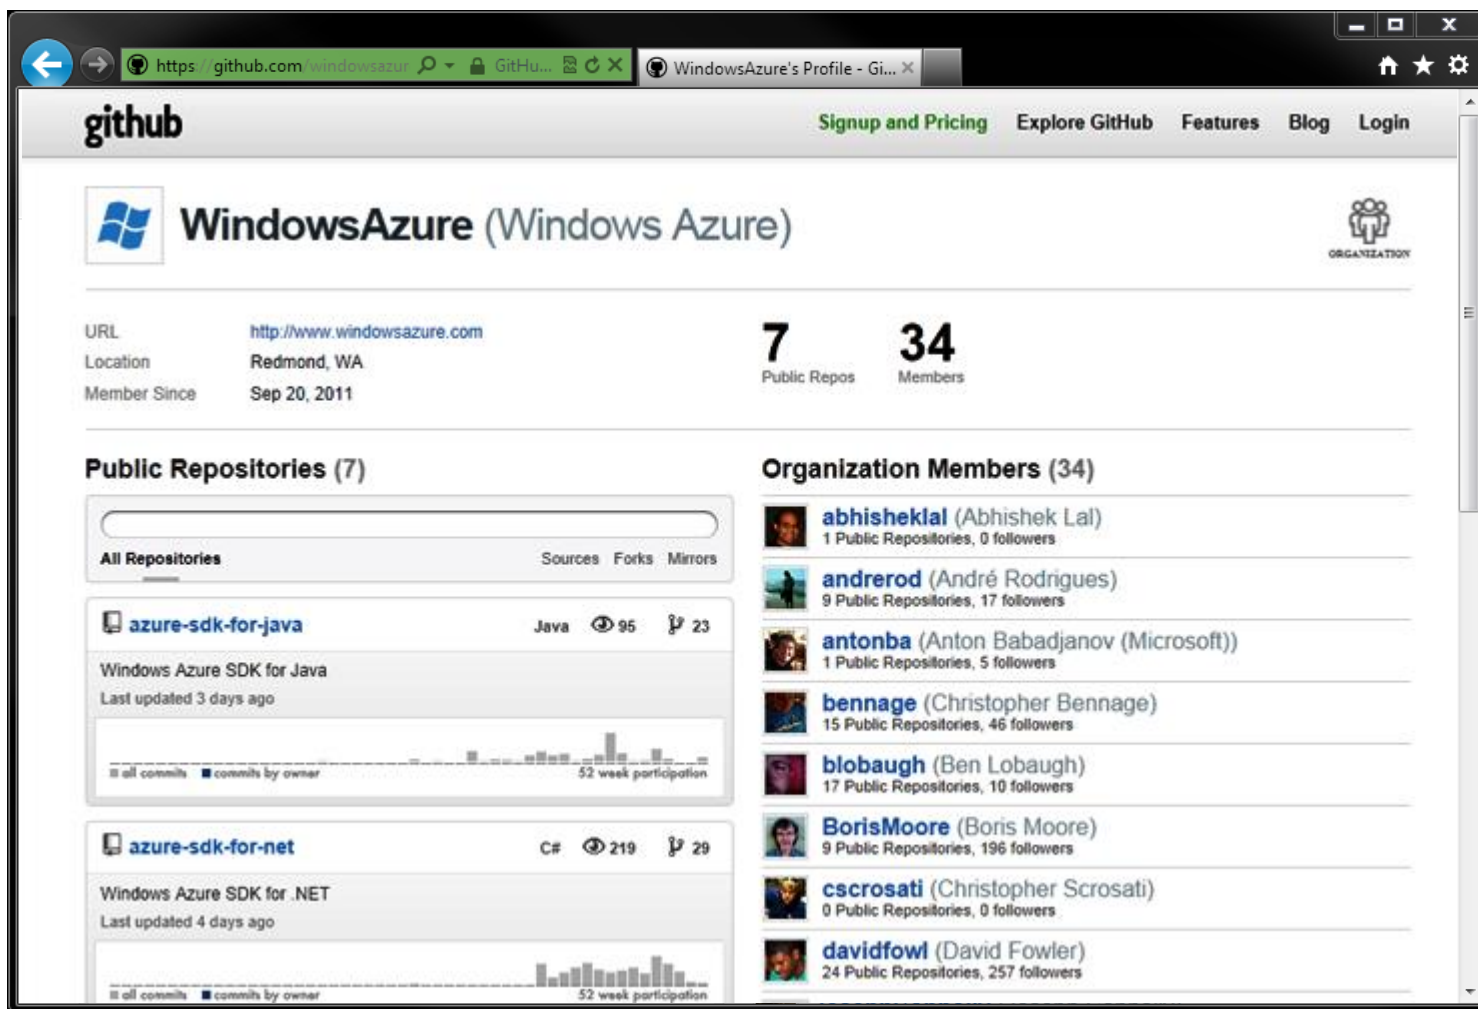 https://github.com/windowsazur
GitHu...
WindowsAzure's Profile - Gi...
github
Signup and Pricing Explore GitHub Features Blog Login
WindowsAzure (Windows Azure)
ORGANIZATION
URL http://www.windowsazure.com
Location Redmond, WA
Member Since Sep 20, 2011
7 34
Public Repos Members
Public Repositories (7)
All Repositories Sources Forks Mirrors
azure-sdk-for-java Java 95 23
Windows Azure SDK for Java
Last updated 3 days ago
all commits commits by owner 52 week participation
azure-sdk-for-net C# 219 29
Windows Azure SDK for .NET
Last updated 4 days ago
all commits commits by owner 52 week participation
Organization Members (34)
abhisheklal (Abhishek Lal)
1 Public Repositories, 0 followers
andrerod (André Rodrigues)
9 Public Repositories, 17 followers
antonba (Anton Babadjanov (Microsoft))
1 Public Repositories, 5 followers
bennage (Christopher Bennage)
15 Public Repositories, 46 followers
blobaugh (Ben Lobaugh)
17 Public Repositories, 10 followers
BorisMoore (Boris Moore)
9 Public Repositories, 196 followers
cscrosati (Christopher Scrosati)
0 Public Repositories, 0 followers
davidfowl (David Fowler)
24 Public Repositories, 257 followers